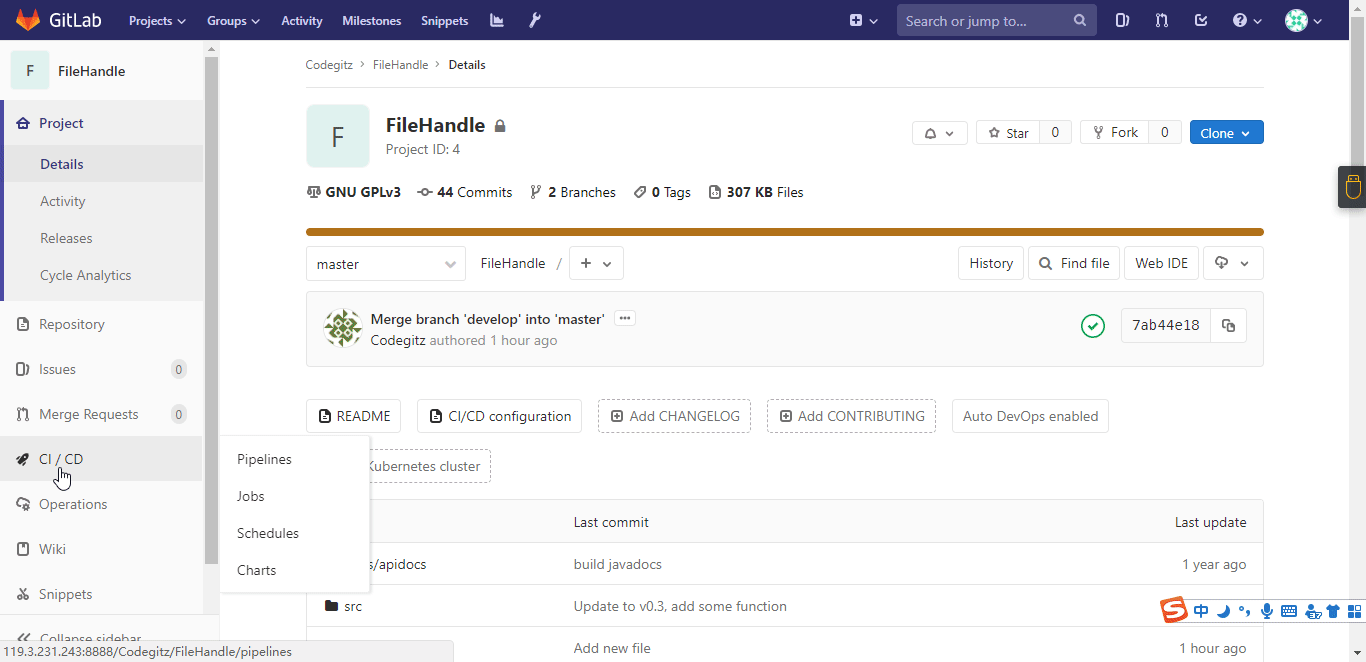 GitLab Projects Groups Activity Milestones Snippets Search or jump to...
F FileHandle
Project
Details
Activity
Releases
Cycle Analytics
Repository
Issues 0
Merge Requests 0
CI / CD
Operations
Wiki
Snippets
Collapse sidebar
119.3.231.243:8888/Codegitz/FileHandle/pipelines
Pipelines
Jobs
Schedules
Charts
Codegitz > FileHandle > Details
F FileHandle
Project ID: 4
Star 0 Fork 0 Clone
GNU GPLv3 44 Commits 2 Branches 0 Tags 307 KB Files
master FileHandle / + History Find file Web IDE
Merge branch 'develop' into 'master'
Codegitz authored 1 hour ago
7ab44e18
README CI/CD configuration Add CHANGELOG Add CONTRIBUTING Auto DevOps enabled
Kubernetes cluster
Last commit Last update
s/apidocs build javadocs 1 year ago
src Update to v0.3, add some function
Add new file 1 hour ago
S 中